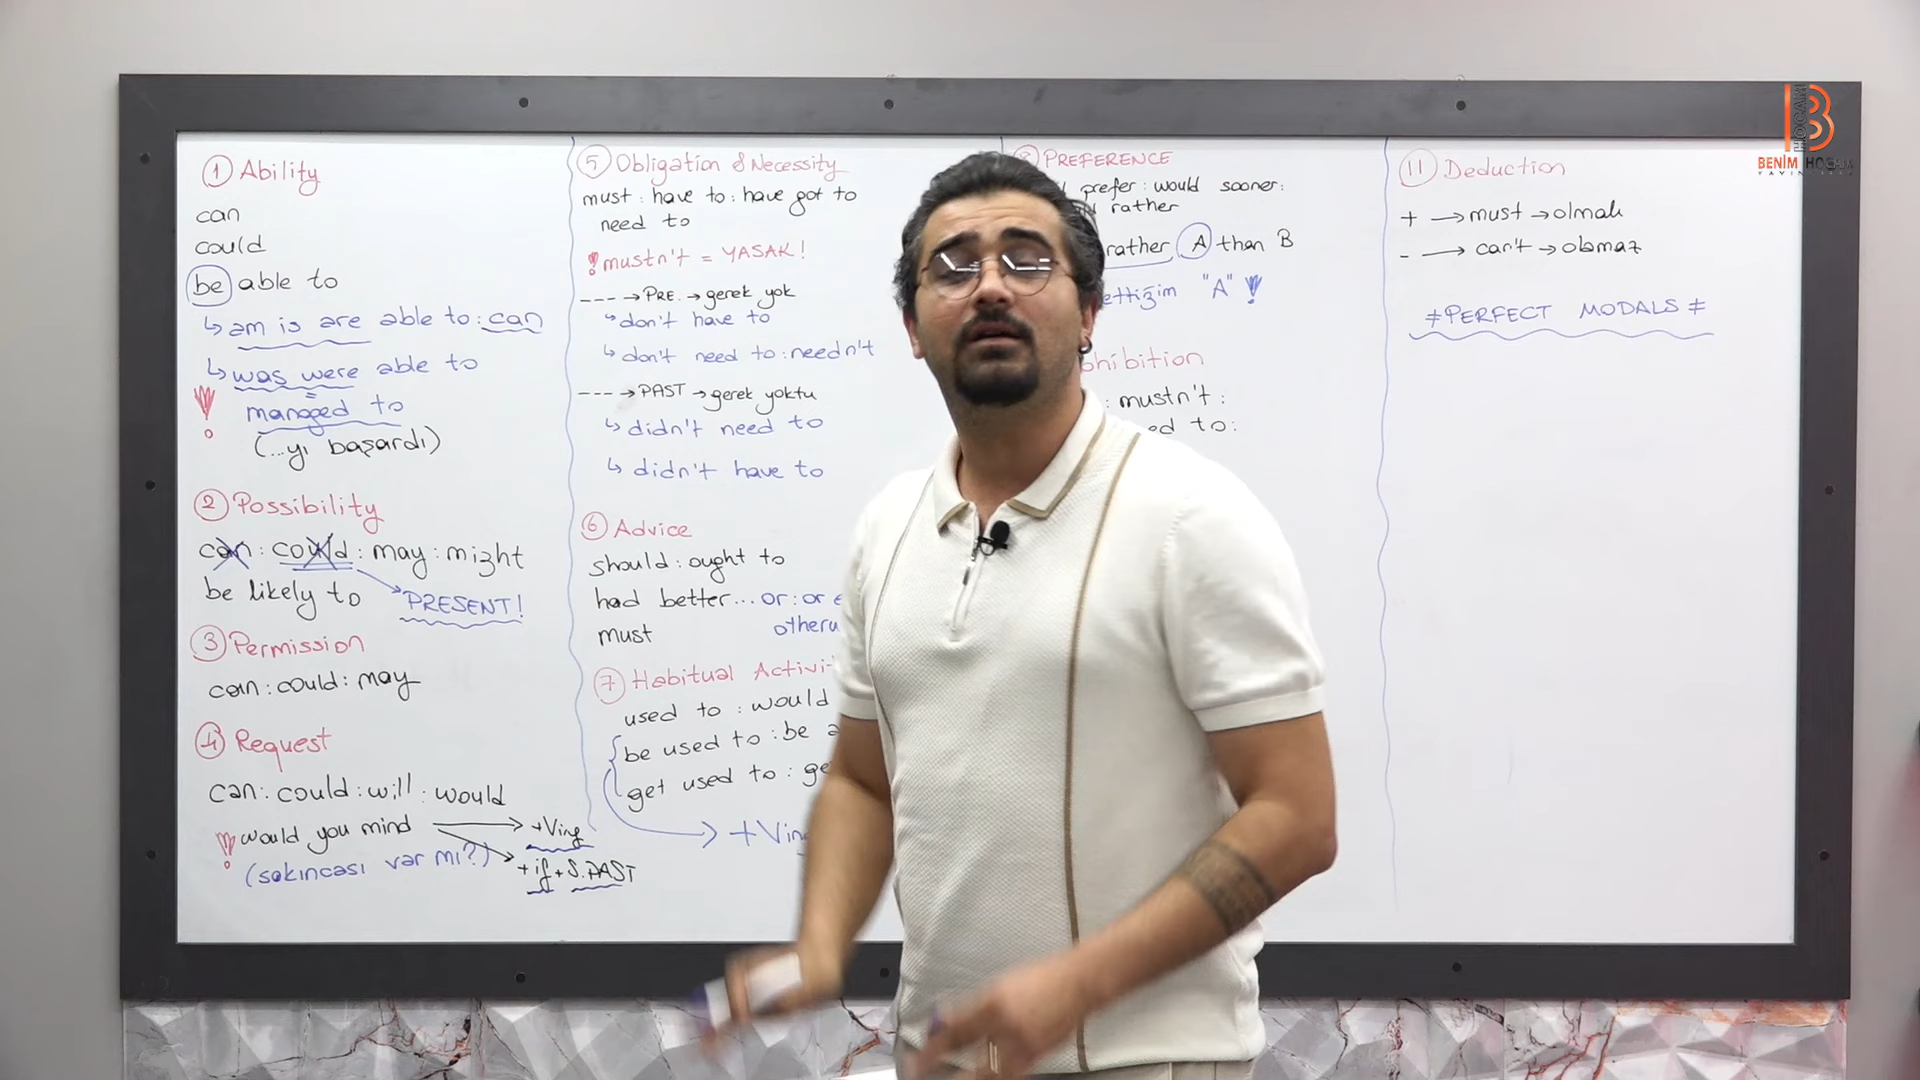 ① Ability
can
could
be able to
↳ am is are able to: can
↳ was were able to
managed to
(...yı başardı)
② Possibility
can: could: may: might
be likely to
PRESENT!
③ Permission
can: could: may
④ Request
can: could: will: would
! would you mind → +Ving
(sakıncası var mı?) → +if+S.PAST
⑤ Obligation & Necessity
must: have to: have got to
need to
! mustn't = YASAK!
---→PRE.→gerek yok
↳ don't have to
↳ don't need to: needn't
---→PAST→gerek yoktu
↳ didn't need to
↳ didn't have to
⑥ Advice
should: ought to
had better... or: or
must
⑦ Habitual
used to: would
be used to: be
get used to:
→ +Ving
PREFERENCE
prefer: would sooner:
rather
rather A than B
"A" !
: mustn't:
to:
⑪ Deduction
+ → must → olmalı
- → can't → olamaz
≠PERFECT MODALS≠
B
HOCAM
BENİM HOCAM